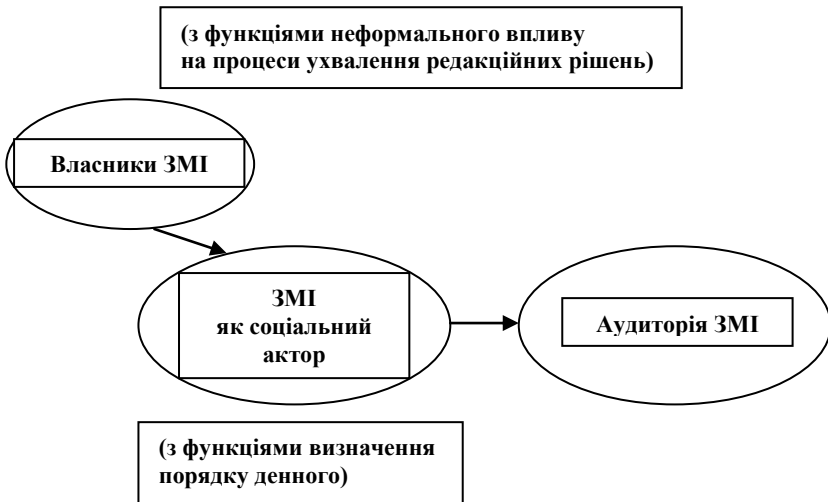 (з функціями неформального впливу
на процеси ухвалення редакційних рішень)
Власники ЗМІ
ЗМІ
як соціальний
актор
Аудиторія ЗМІ
(з функціями визначення
порядку денного)